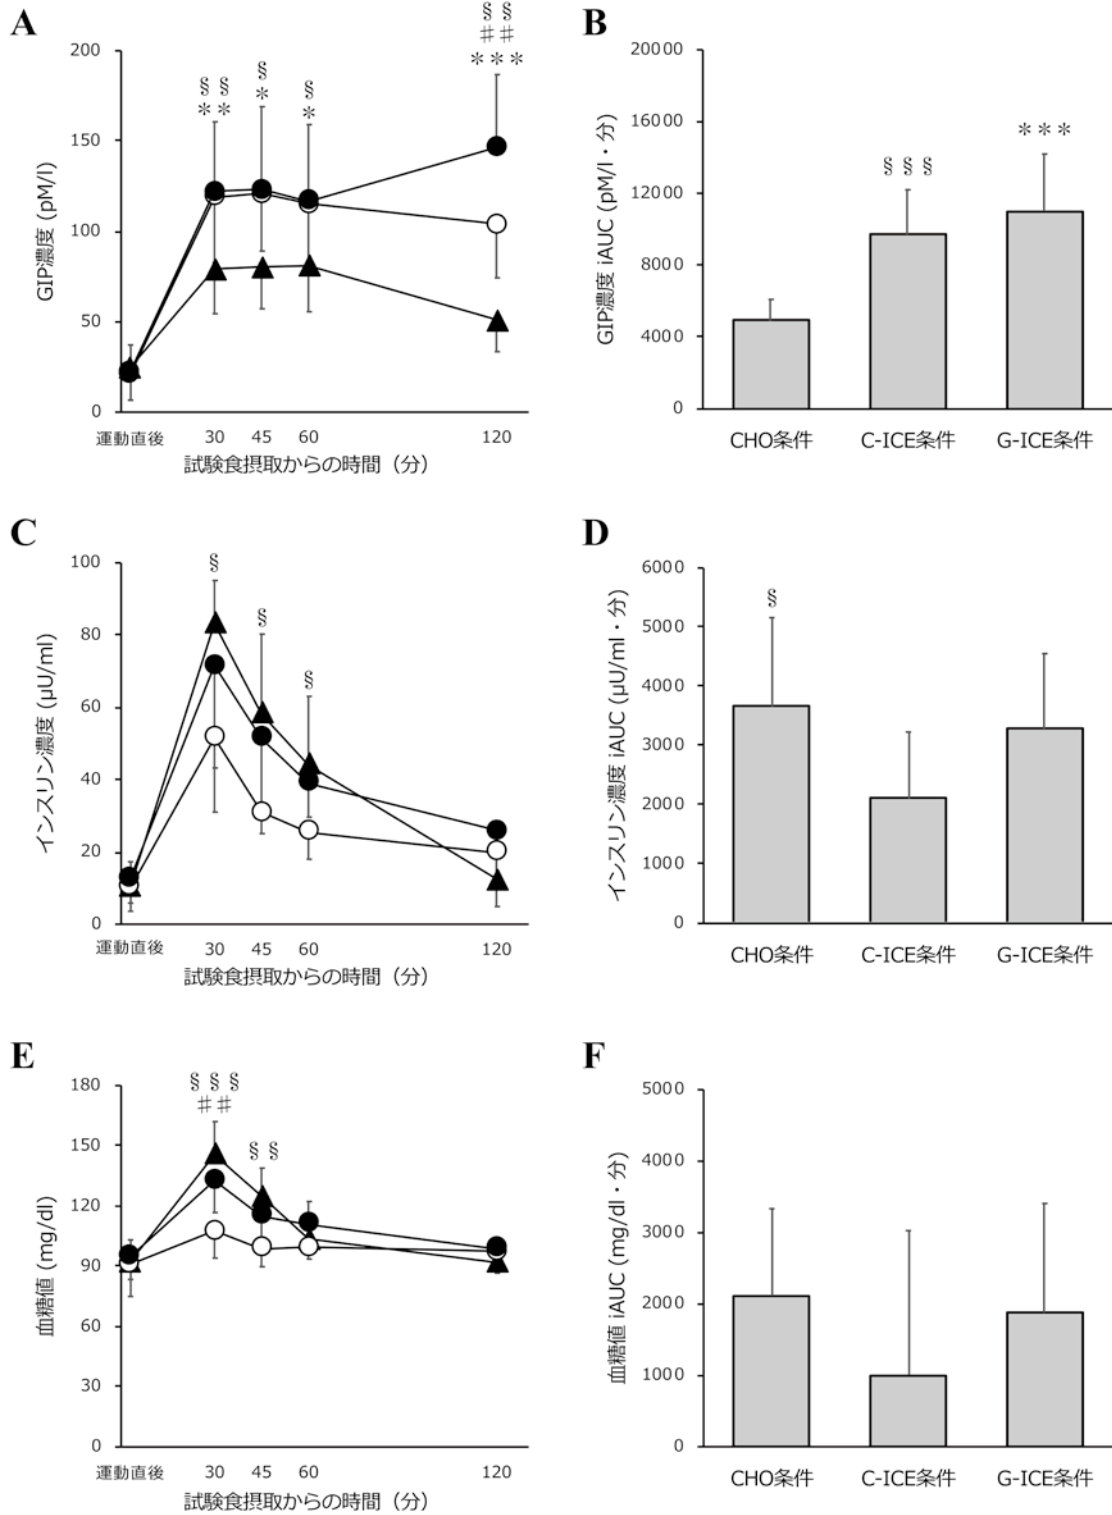 A
GIP濃度 (pM/l)
200
150
100
50
0
§ §
＊＊
§
＊
§
＊
§ §
＃＃
＊＊＊
運動直後 30 45 60 120
試験食摂取からの時間（分）
B
GIP濃度 iAUC (pM/l・分)
20000
16000
12000
8000
4000
0
§ § §
＊＊＊
CHO条件 C-ICE条件 G-ICE条件
C
インスリン濃度 (μU/ml)
100
80
60
40
20
0
§
§
§
運動直後 30 45 60 120
試験食摂取からの時間（分）
D
インスリン濃度 iAUC (μU/ml・分)
6000
5000
4000
3000
2000
1000
0
§
CHO条件 C-ICE条件 G-ICE条件
E
血糖値 (mg/dl)
180
150
120
90
60
30
0
§ § §
＃＃
§ §
運動直後 30 45 60 120
試験食摂取からの時間（分）
F
血糖値 iAUC (mg/dl・分)
5000
4000
3000
2000
1000
0
CHO条件 C-ICE条件 G-ICE条件